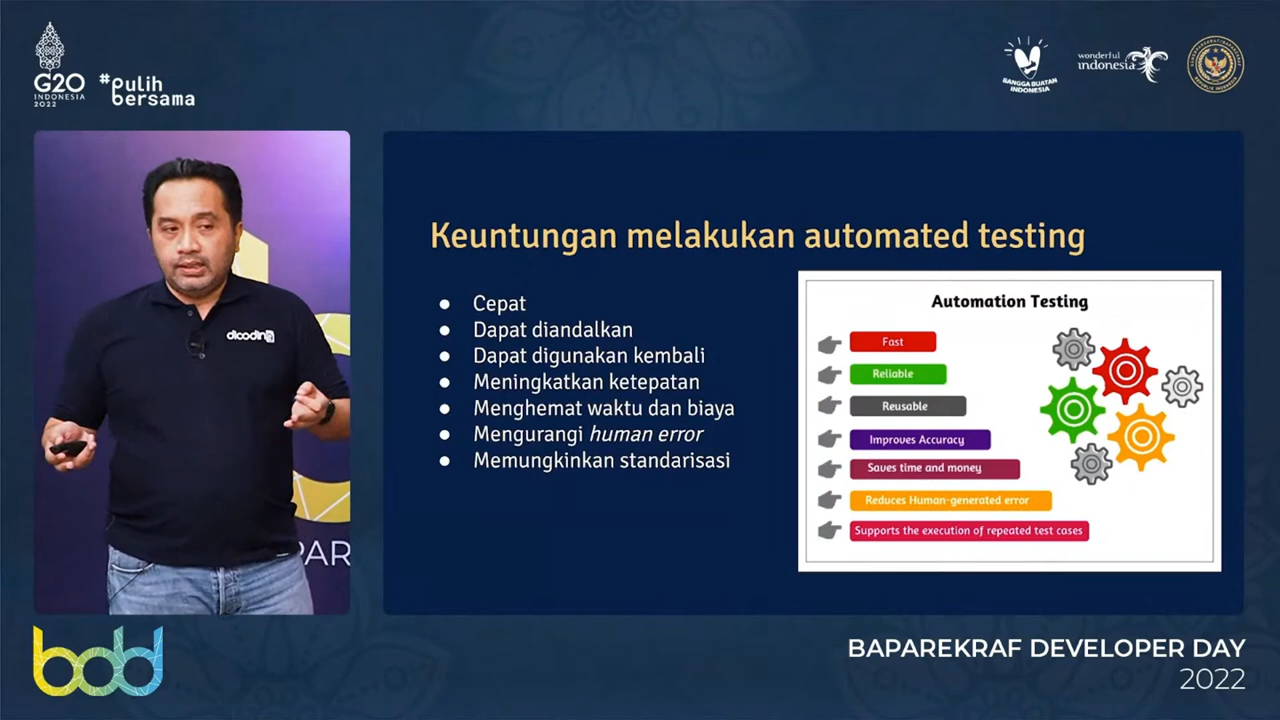 G20
INDONESIA
2022
#pulih
bersama
BANGGA BUATAN
INDONESIA
wonderful
indonesia
dicoding
PAR
Keuntungan melakukan automated testing
● Cepat
● Dapat diandalkan
● Dapat digunakan kembali
● Meningkatkan ketepatan
● Menghemat waktu dan biaya
● Mengurangi human error
● Memungkinkan standarisasi
Automation Testing
Fast
Reliable
Reusable
Improves Accuracy
Saves time and money
Reduces Human-generated error
Supports the execution of repeated test cases
bdd
BAPAREKRAF DEVELOPER DAY
2022